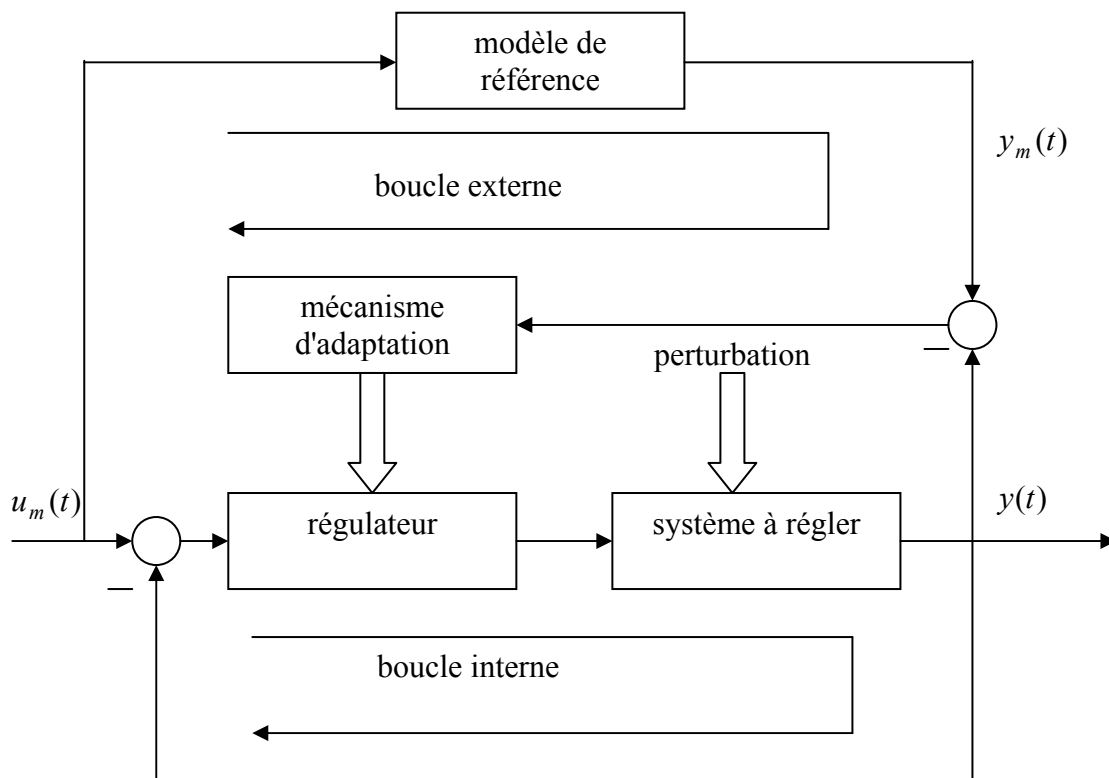 modèle de
référence
y_m(t)
boucle externe
mécanisme
d'adaptation
perturbation
−
u_m(t)
régulateur
système à régler
y(t)
−
boucle interne